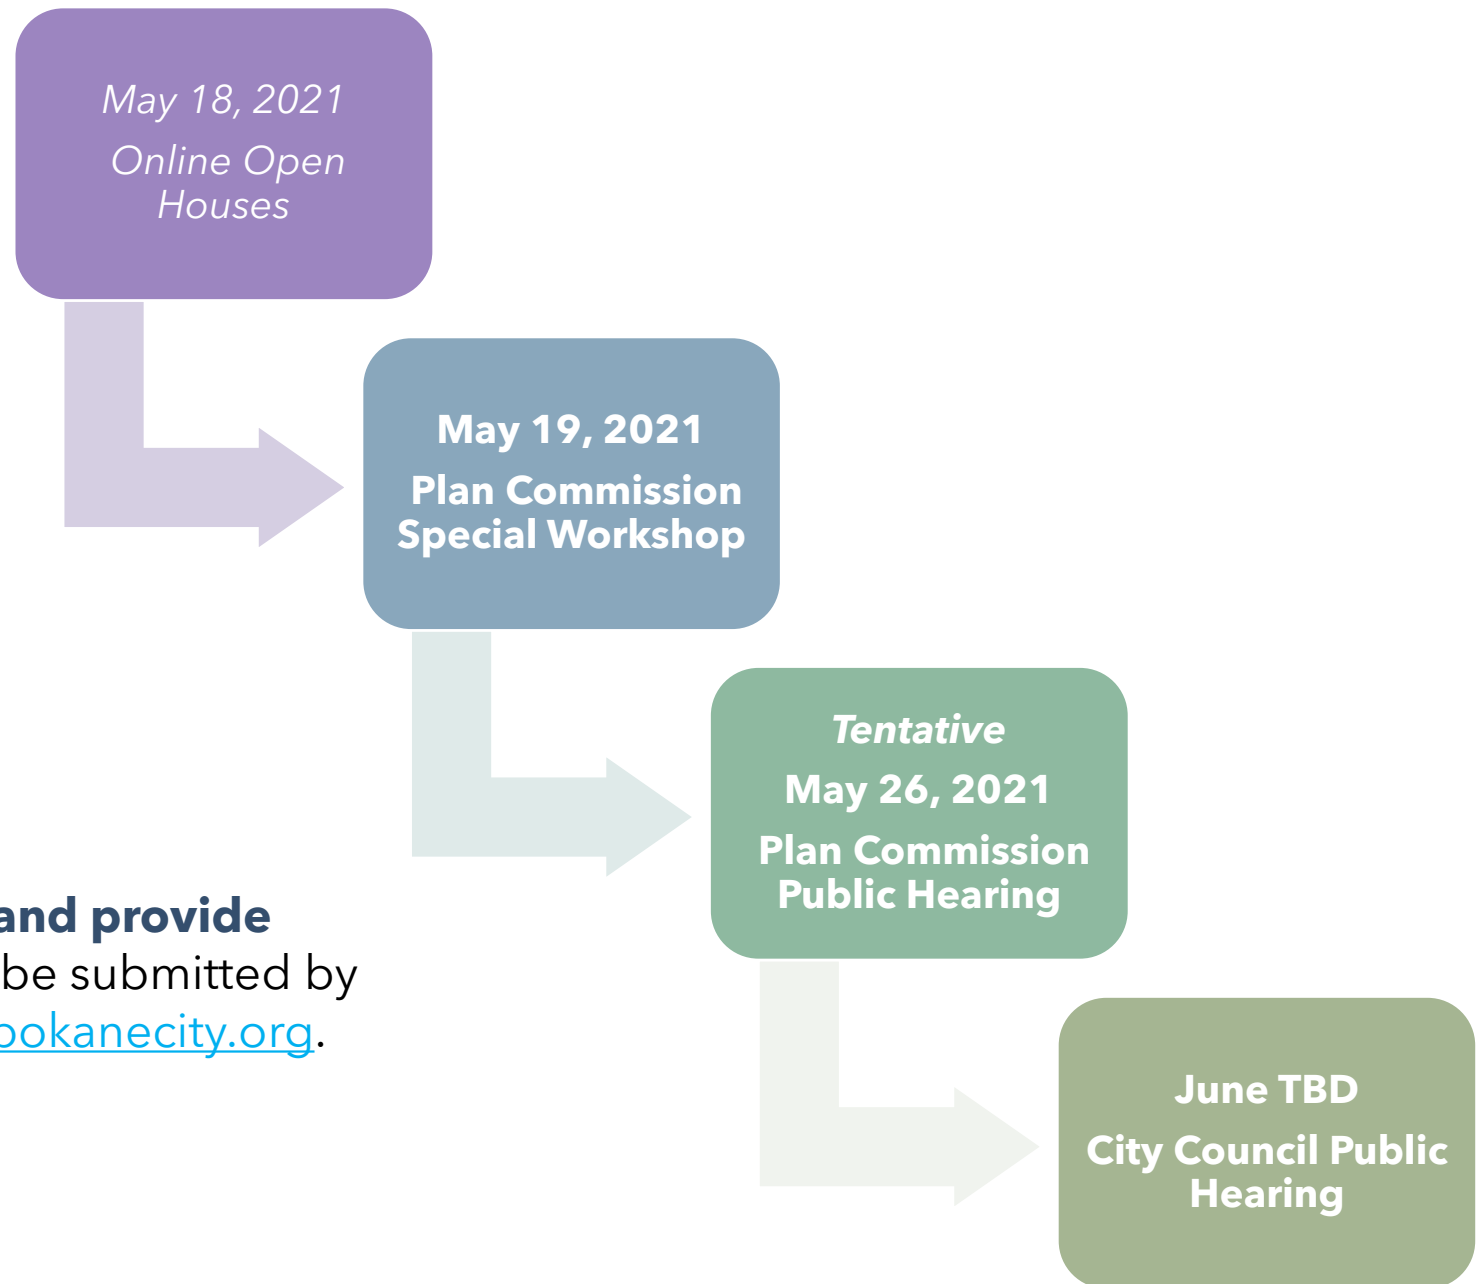 May 18, 2021
Online Open
Houses
May 19, 2021
Plan Commission
Special Workshop
Tentative
May 26, 2021
Plan Commission
Public Hearing
and provide
be submitted by
pokanecity.org.
June TBD
City Council Public
Hearing